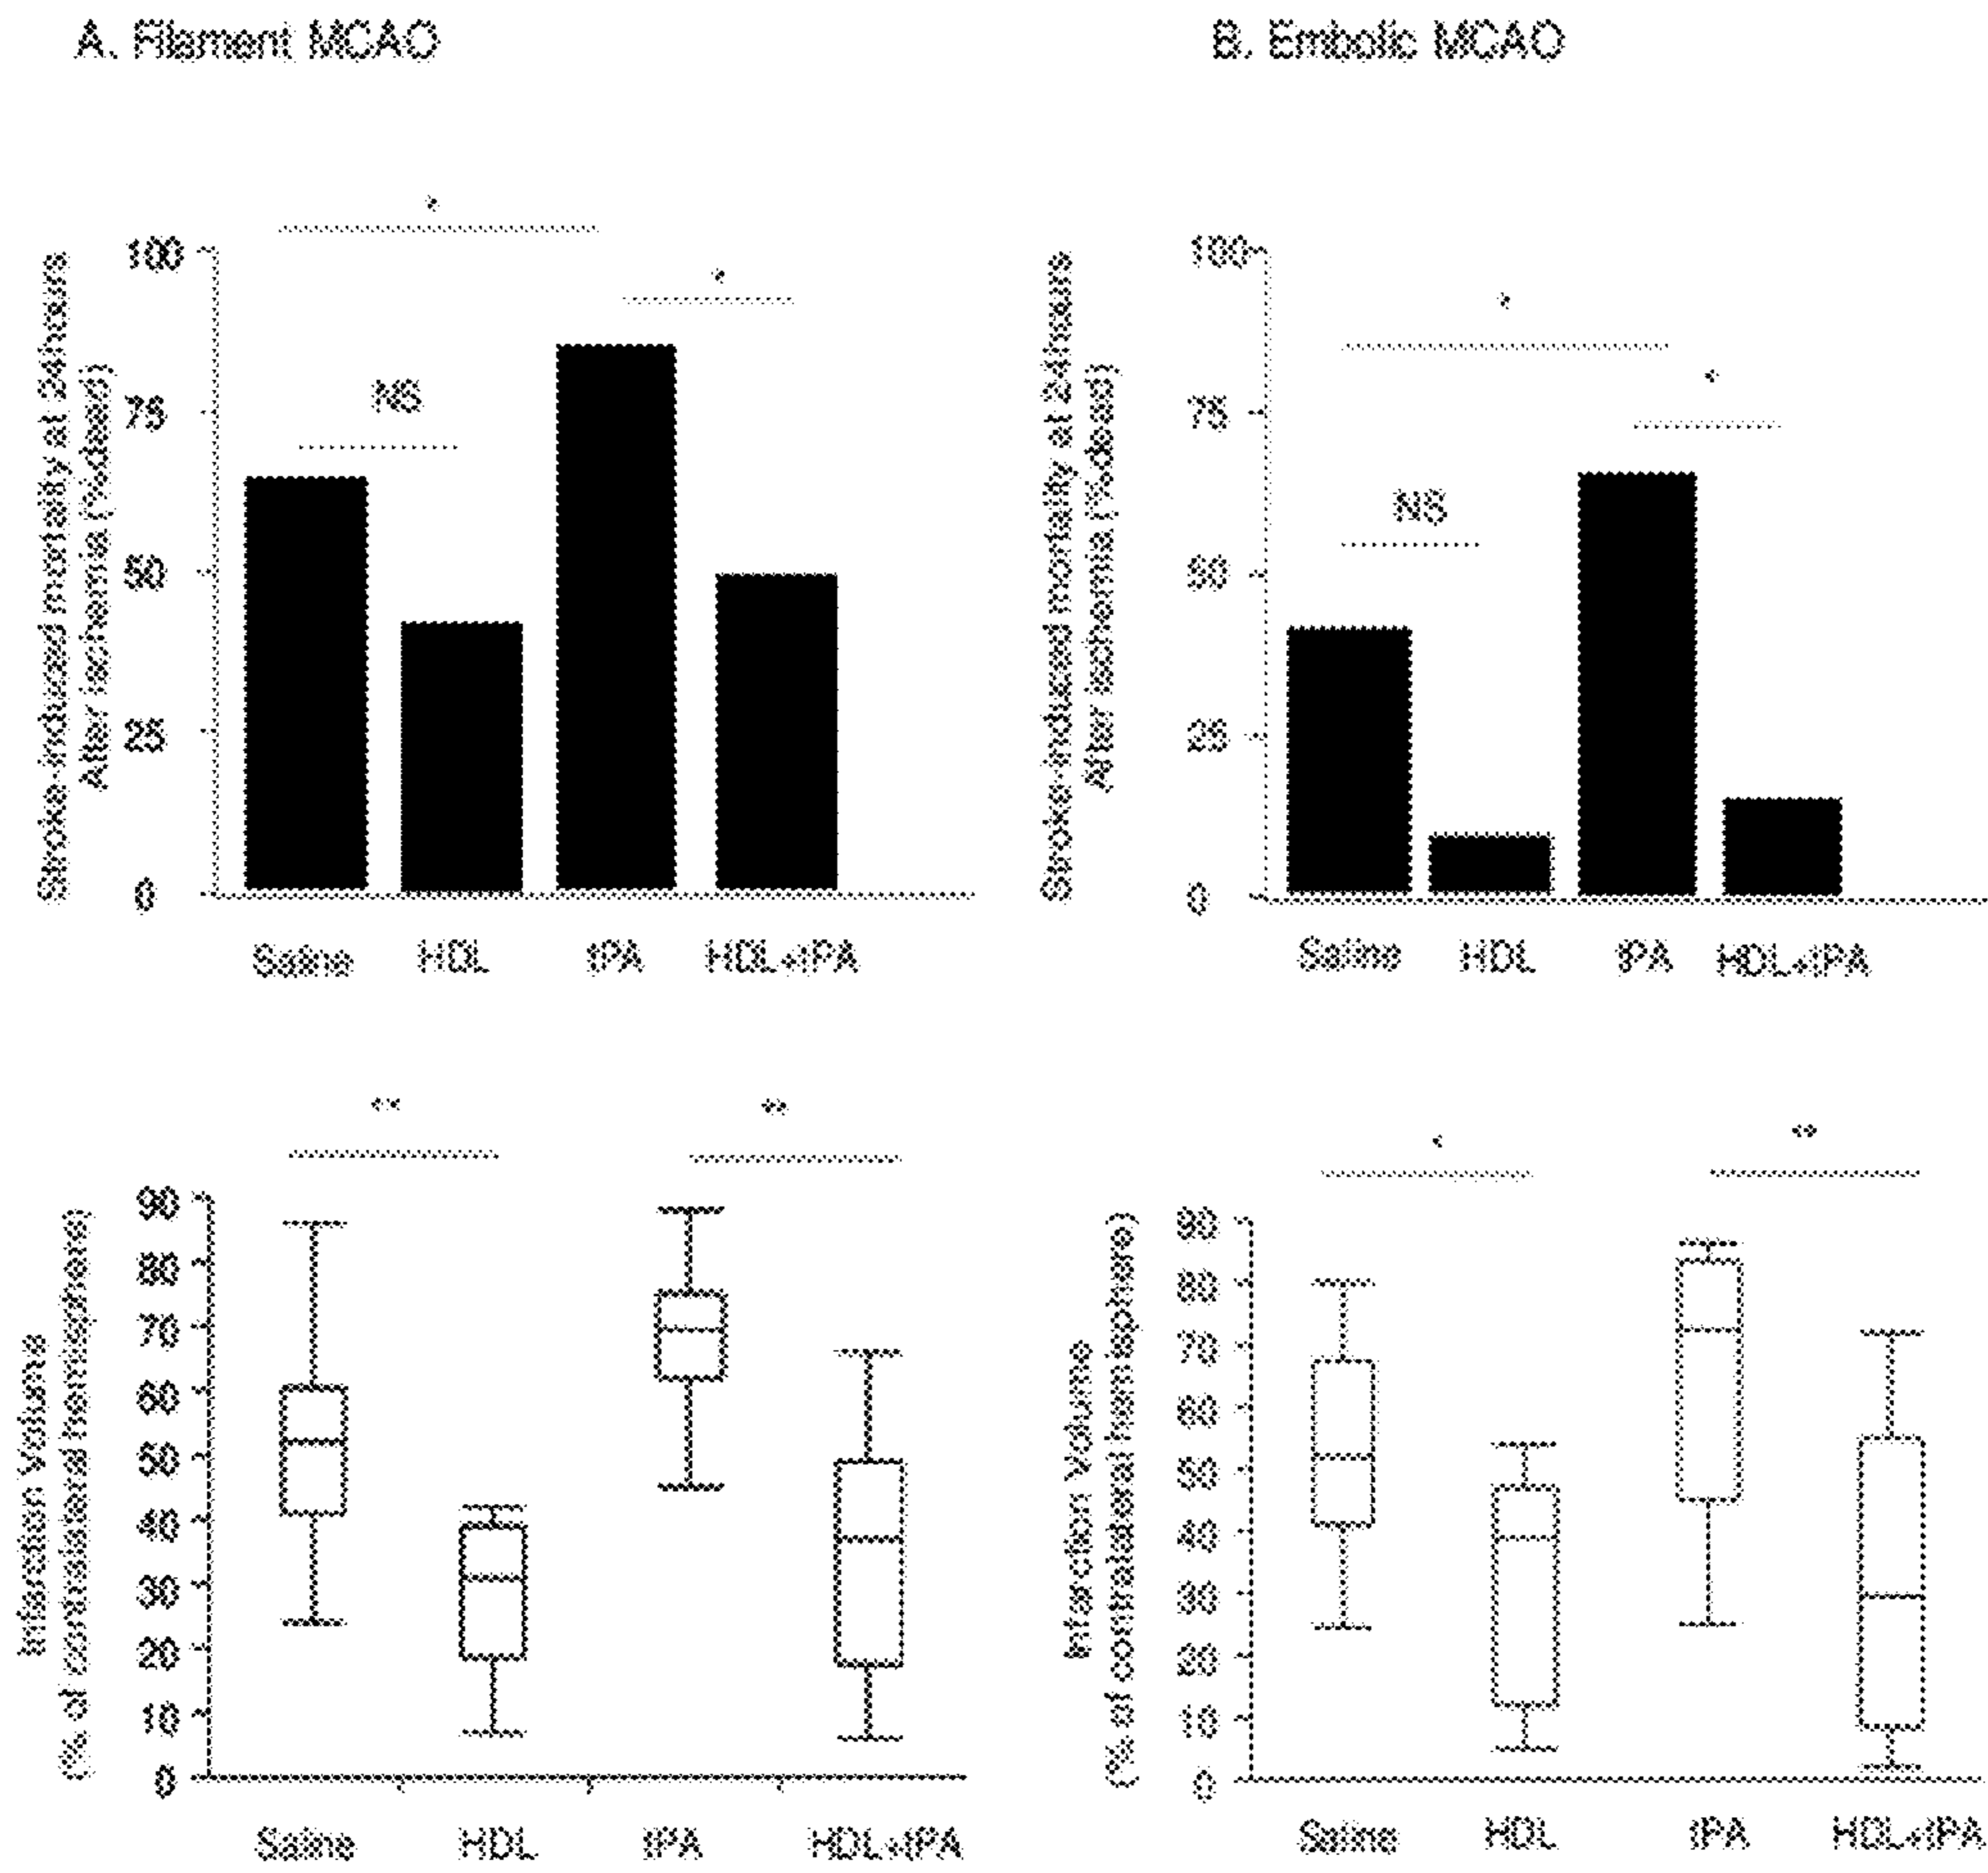 A. Filament MCAO
B. Embolic MCAO
Stroke-induced mortality at 24hours
After ischemia (%dead)
100
75
50
25
0
*
*
NS
Saline HDL tPA HDL+tPA
Stroke-induced mortality at 24hours
After ischemia (%dead)
100
75
50
25
0
*
*
NS
Saline HDL tPA HDL+tPA
Infarction Volume
(% of contralateral hemisphere)
90
80
70
60
50
40
30
20
10
0
**
**
Saline HDL tPA HDL+tPA
Infarction Volume
(% of contralateral hemisphere)
90
80
70
60
50
40
30
20
10
0
*
**
Saline HDL tPA HDL+tPA